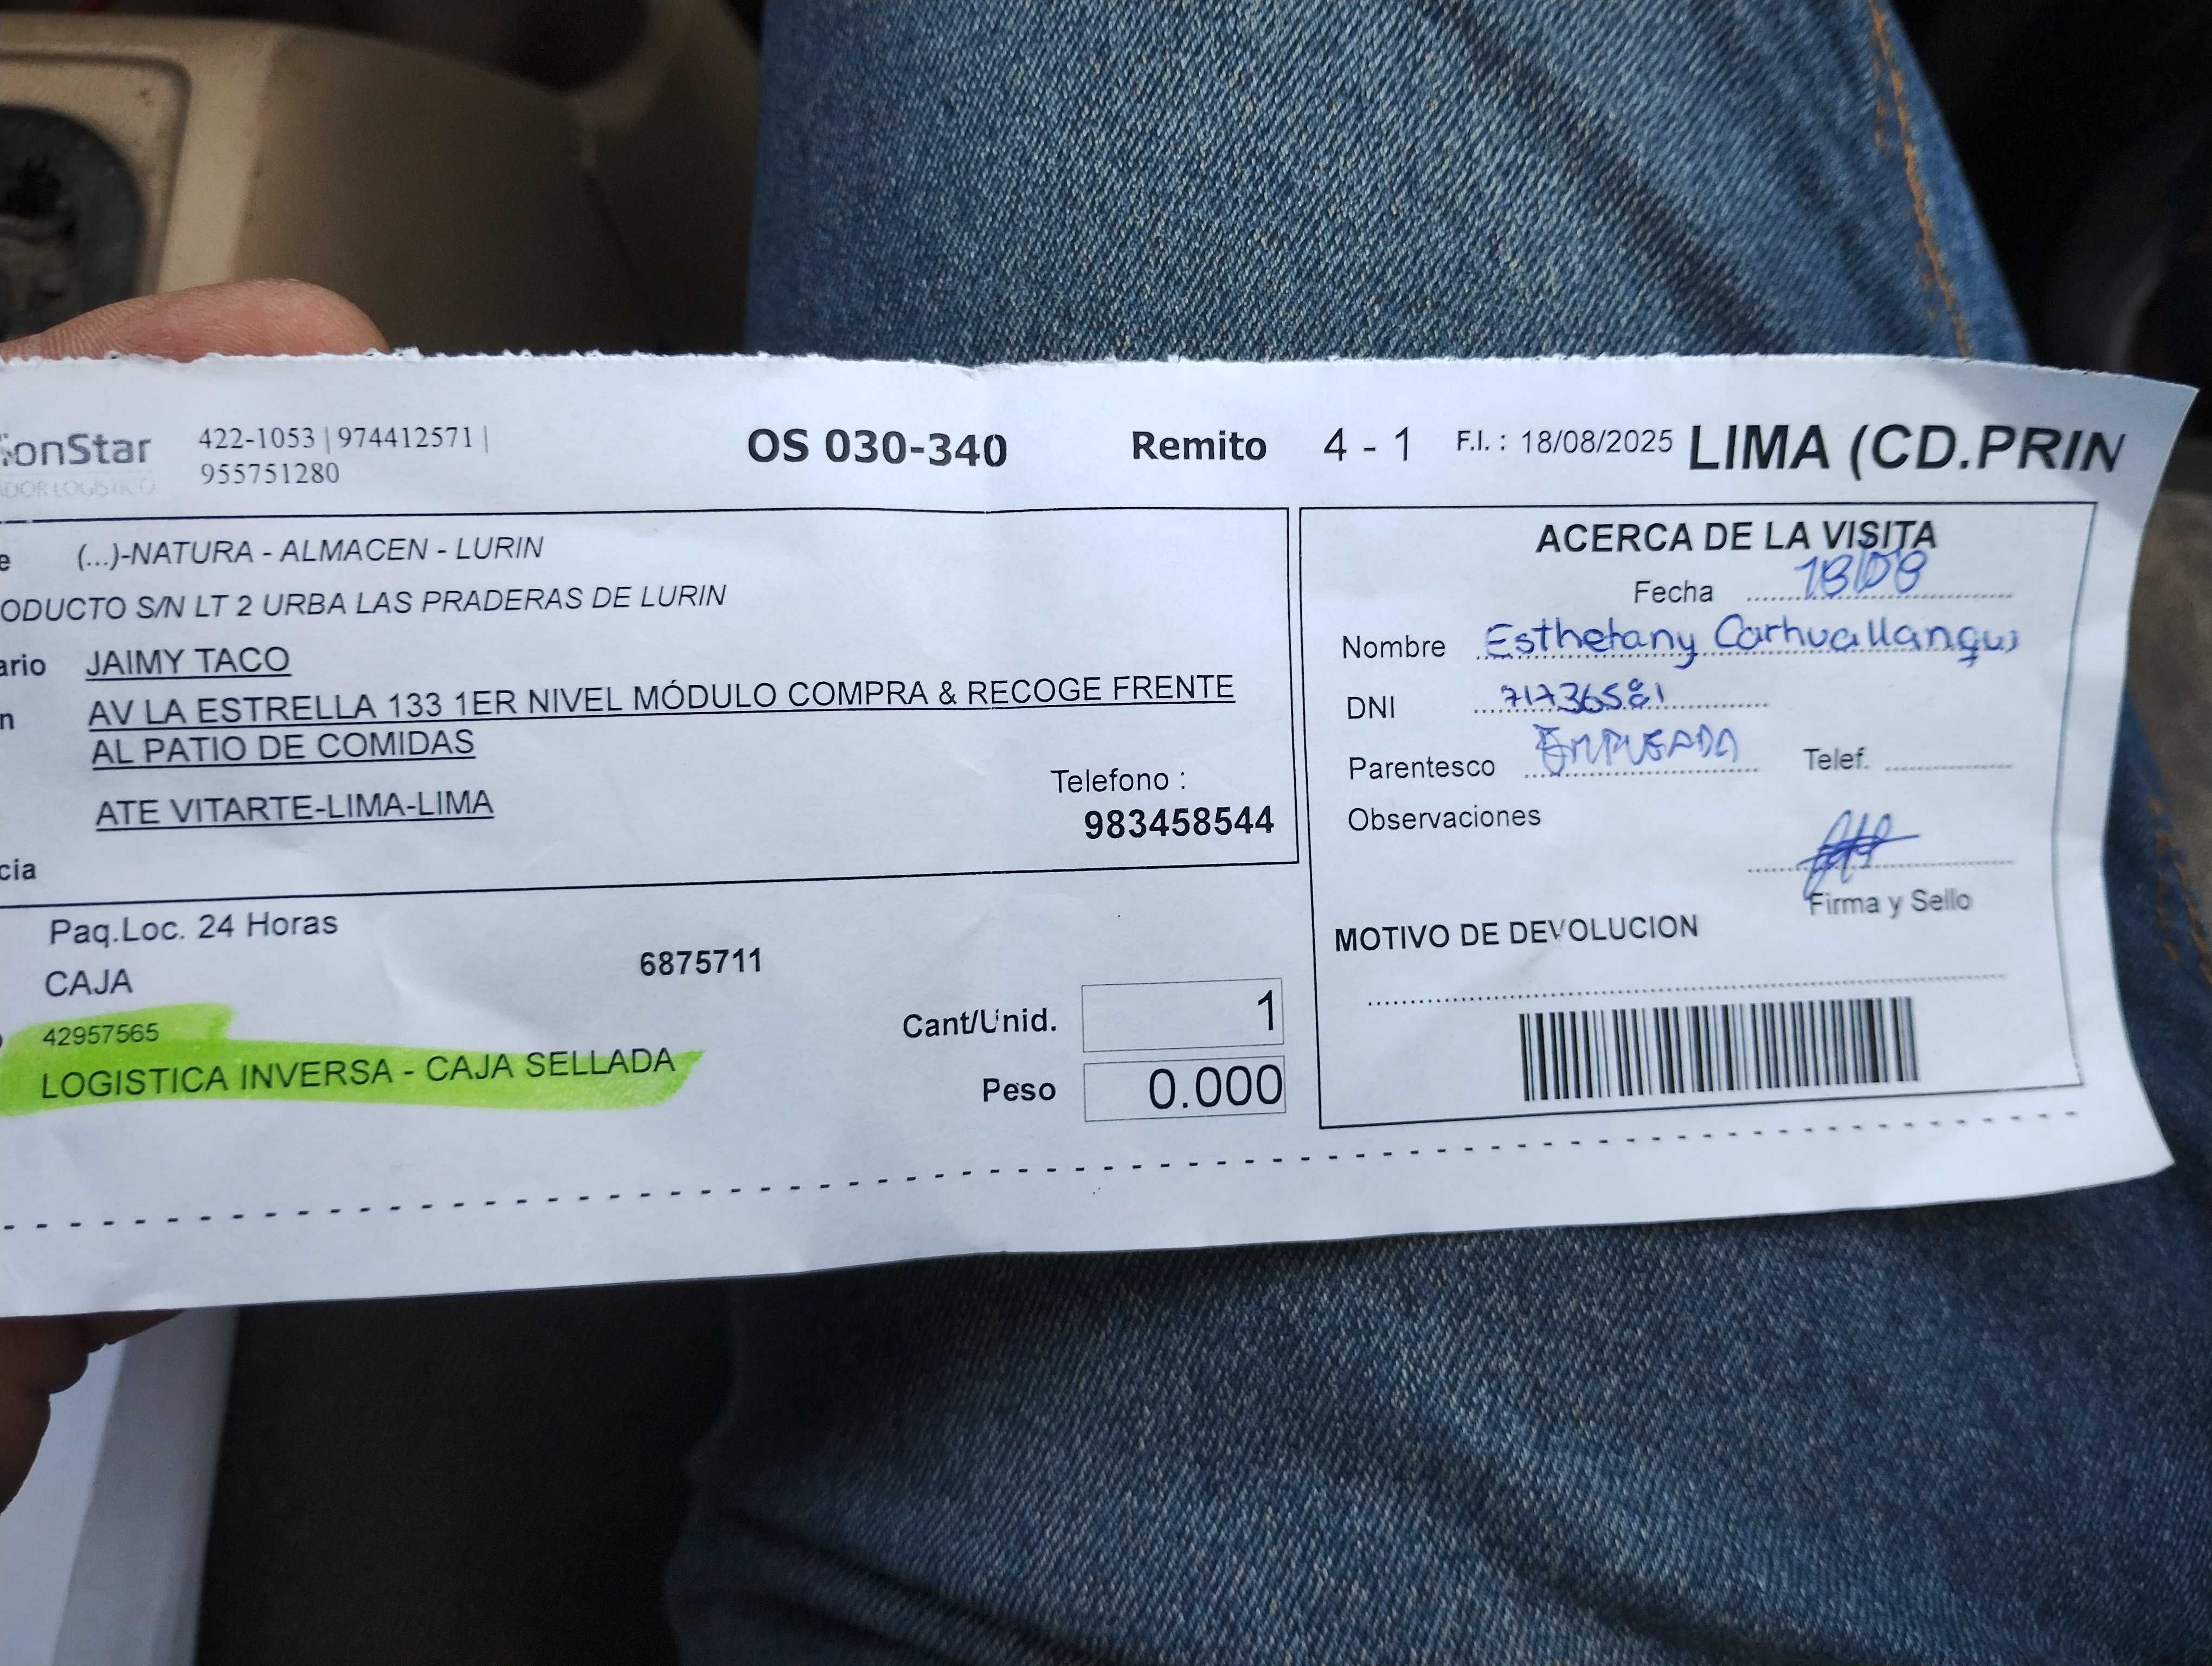 onStar 422-1053 | 974412571 |
955751280
OS 030-340 Remito 4 - 1 F.I. : 18/08/2025 LIMA (CD.PRIN
ADOR LOGISTICO
e (...)-NATURA - ALMACEN - LURIN
ODUCTO S/N LT 2 URBA LAS PRADERAS DE LURIN
ario JAIMY TACO
n AV LA ESTRELLA 133 1ER NIVEL MÓDULO COMPRA & RECOGE FRENTE
AL PATIO DE COMIDAS
Telefono :
ATE VITARTE-LIMA-LIMA
983458544
cia
Paq.Loc. 24 Horas
6875711
CAJA
Cant/Unid. 1
42957565
LOGISTICA INVERSA - CAJA SELLADA
Peso 0.000
ACERCA DE LA VISITA
Fecha 18/08
Nombre Esthefany Carhuallanqui
DNI 71736581
Parentesco Telef.
Observaciones
Firma y Sello
MOTIVO DE DEVOLUCION